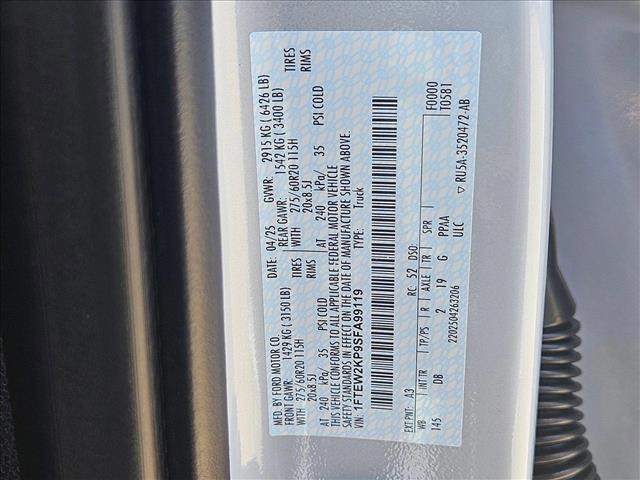 MFD. BY FORD MOTOR CO.
DATE: 04/25 GVWR: 2915 KG ( 6426 LB)
FRONT GAWR: 1429 KG ( 3150 LB) REAR GAWR: 1542 KG ( 3400 LB)
WITH 275/60R20 115H TIRES WITH 275/60R20 115H TIRES
20x8.5J RIMS 20x8.5J RIMS
AT 240 kPa/ 35 PSI COLD AT 240 kPa/ 35 PSI COLD
THIS VEHICLE CONFORMS TO ALL APPLICABLE FEDERAL MOTOR VEHICLE
SAFETY STANDARDS IN EFFECT ON THE DATE OF MANUFACTURE SHOWN ABOVE.
VIN: 1FTEW2KP9SFA99119 TYPE: Truck
F0000
T0581
EXT PNT: A3 RC: 52 DSO:
WB INT TR TP/PS R AXLE TR SPR
145 DB 2 19 G PPAA
ULC
2202504263206
▽ RU5A-3520472-AB